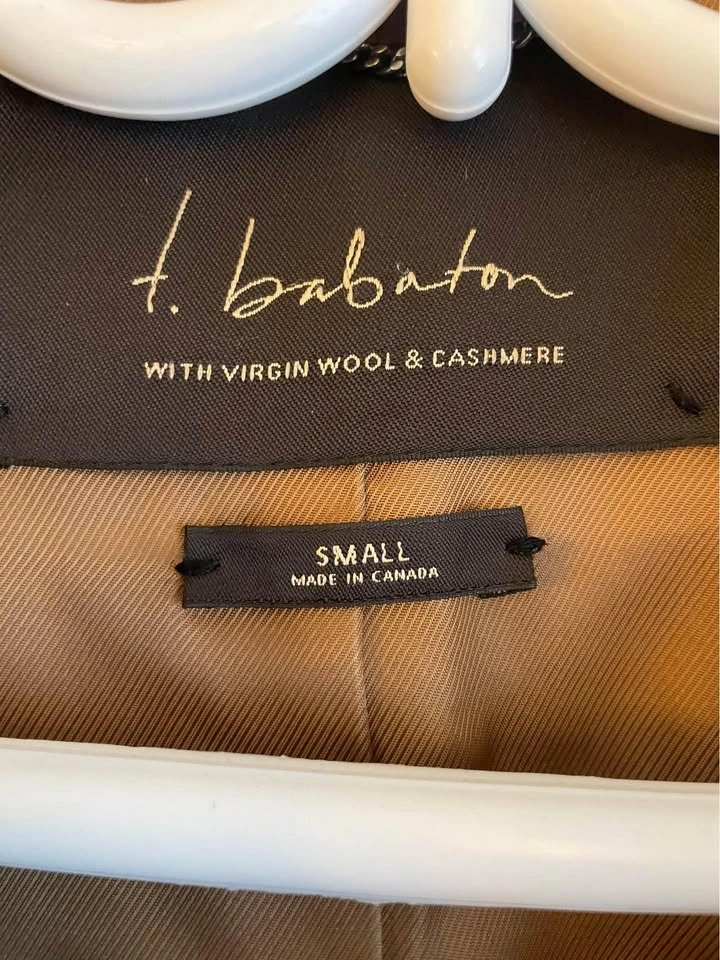 t. babaton
WITH VIRGIN WOOL & CASHMERE
SMALL
MADE IN CANADA